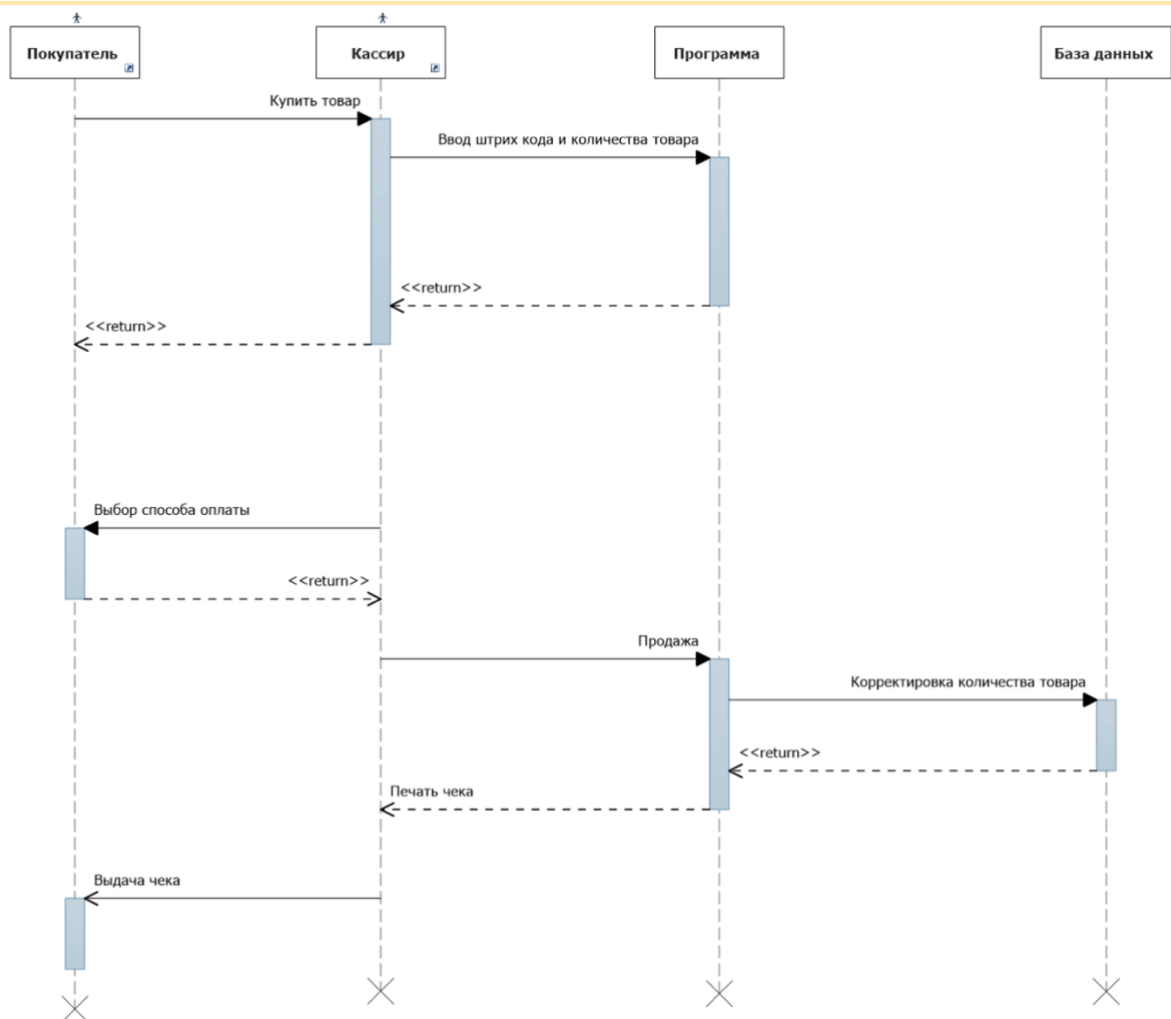 Покупатель
Кассир
Программа
База данных
Купить товар
Ввод штрих кода и количества товара
<<return>>
<<return>>
Выбор способа оплаты
<<return>>
Продажа
Корректировка количества товара
<<return>>
Печать чека
Выдача чека